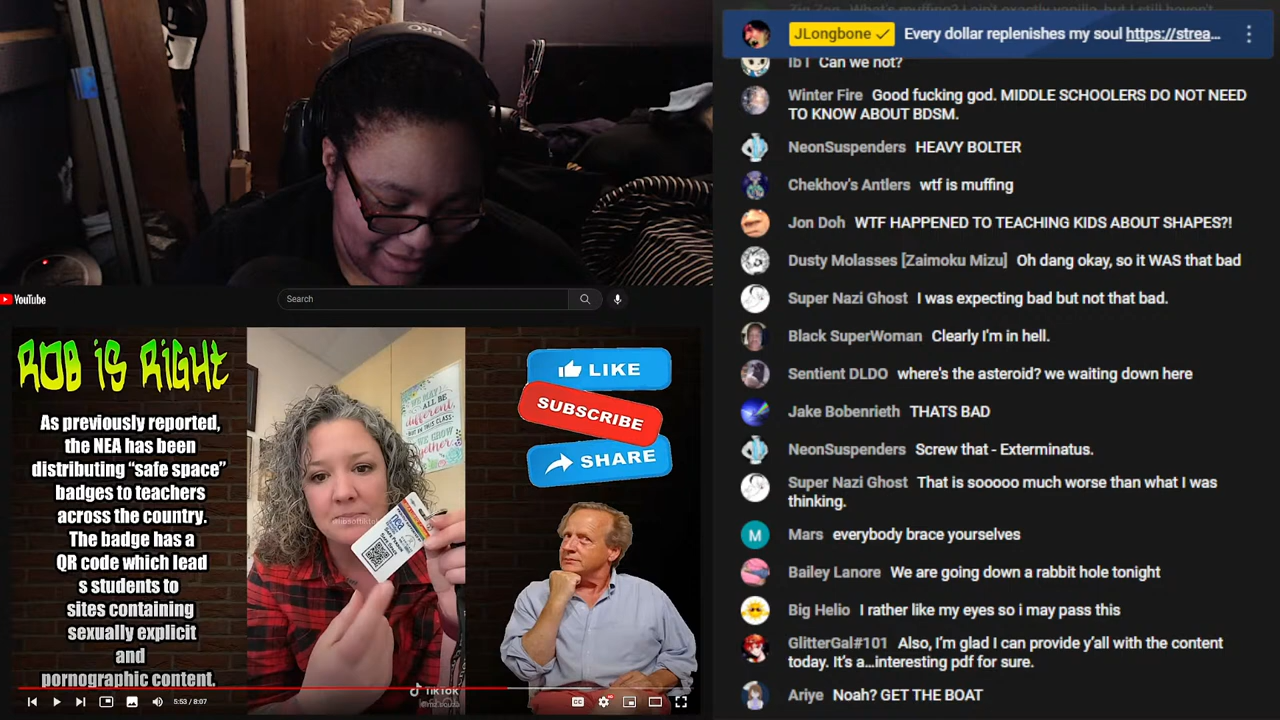 PRO
YouTube
Search
ROB iS RiGHT
As previously reported,
the NEA has been
distributing “safe space”
badges to teachers
across the country.
The badge has a
QR code which lead
s students to
sites containing
sexually explicit
and
pornographic content.
different,
nea
TikTok
LIKE
SUBSCRIBE
SHARE
5:53 / 8:07
CC
JLongbone Every dollar replenishes my soul https://strea...
Can we not?
Winter Fire Good fucking god. MIDDLE SCHOOLERS DO NOT NEED
TO KNOW ABOUT BDSM.
NeonSuspenders HEAVY BOLTER
Chekhov's Antlers wtf is muffing
Jon Doh WTF HAPPENED TO TEACHING KIDS ABOUT SHAPES?!
Dusty Molasses [Zaimoku Mizu] Oh dang okay, so it WAS that bad
Super Nazi Ghost I was expecting bad but not that bad.
Black SuperWoman Clearly I'm in hell.
Sentient DLDO where's the asteroid? we waiting down here
Jake Bobenrieth THATS BAD
NeonSuspenders Screw that - Exterminatus.
Super Nazi Ghost That is sooooo much worse than what I was
thinking.
M Mars everybody brace yourselves
Bailey Lanore We are going down a rabbit hole tonight
Big Helio I rather like my eyes so i may pass this
GlitterGal#101 Also, I’m glad I can provide y’all with the content
today. It’s a…interesting pdf for sure.
Ariye Noah? GET THE BOAT